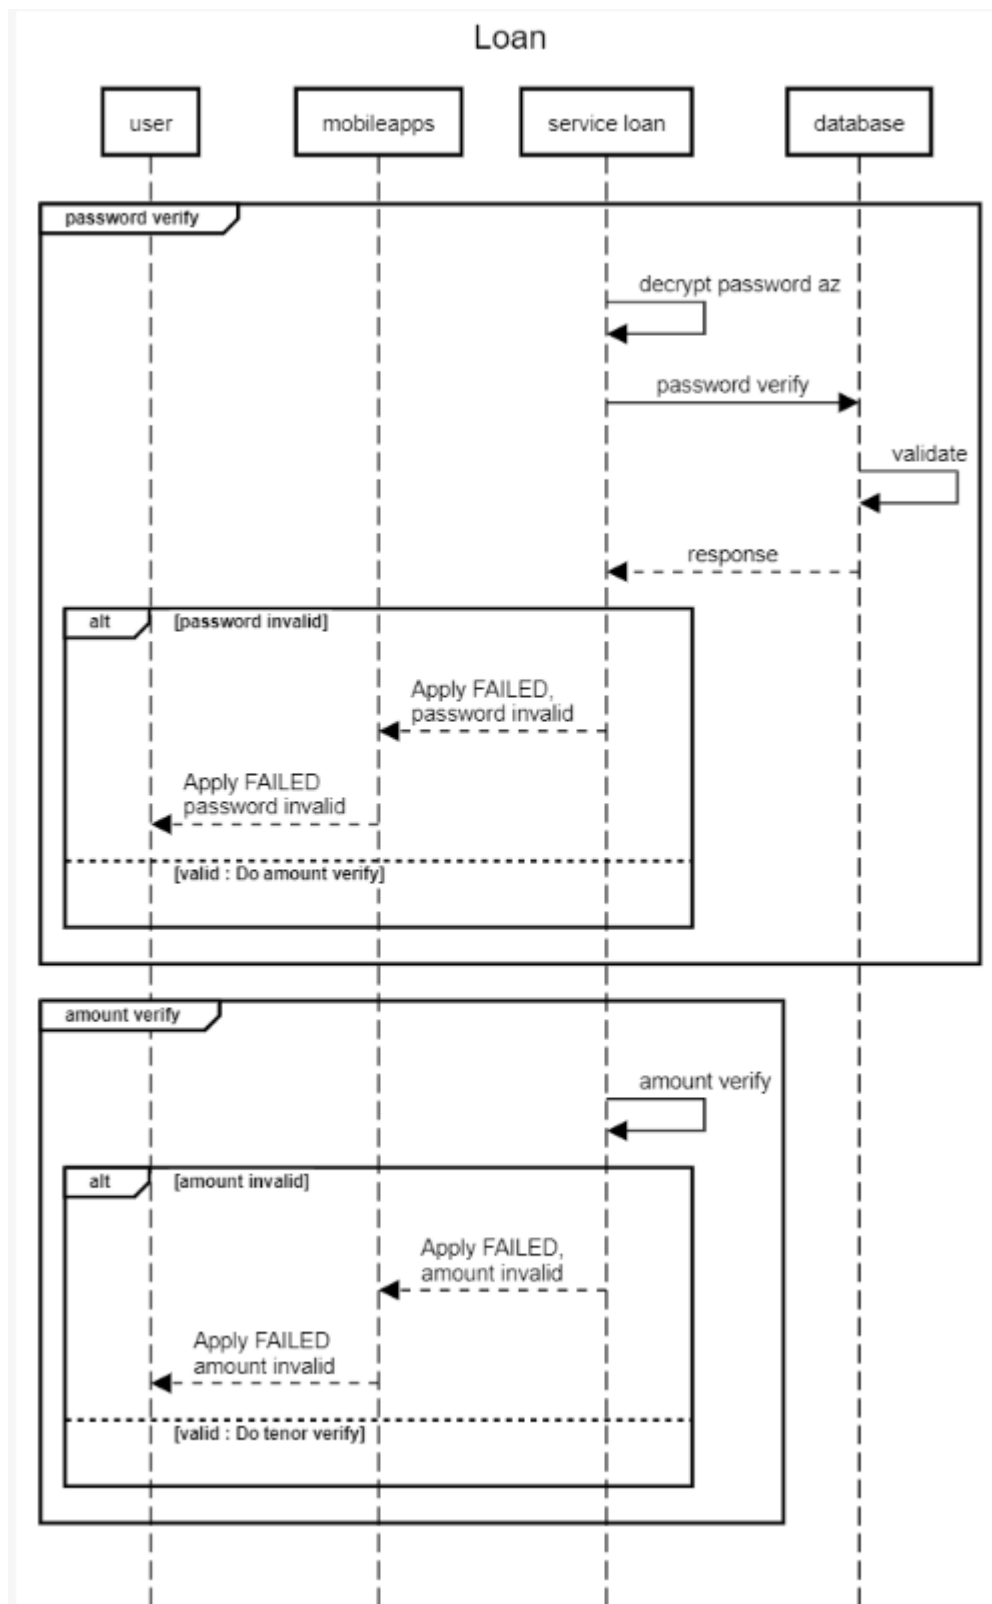 Loan
user
mobileapps
service loan
database
password verify
decrypt password az
password verify
validate
response
alt
[password invalid]
Apply FAILED,
password invalid
Apply FAILED
password invalid
[valid : Do amount verify]
amount verify
amount verify
alt
[amount invalid]
Apply FAILED,
amount invalid
Apply FAILED
amount invalid
[valid : Do tenor verify]